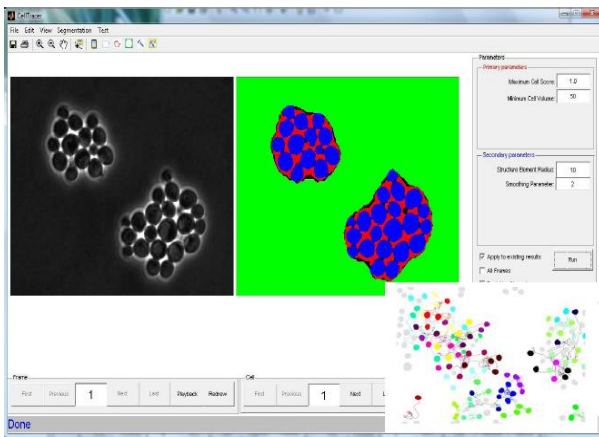 CellTracer
File Edit View Segmentation Text
Parameters
Primary parameters
Maximum Cell Score: 1.0
Minimum Cell Volume: 50
Secondary parameters
Structure Element Radius: 10
Smoothing Parameter: 2
Apply to existing results
Run
All Frames
Frame
First Previous 1 Next Last Playback Redraw
Cell
First Previous 1 Next
Done